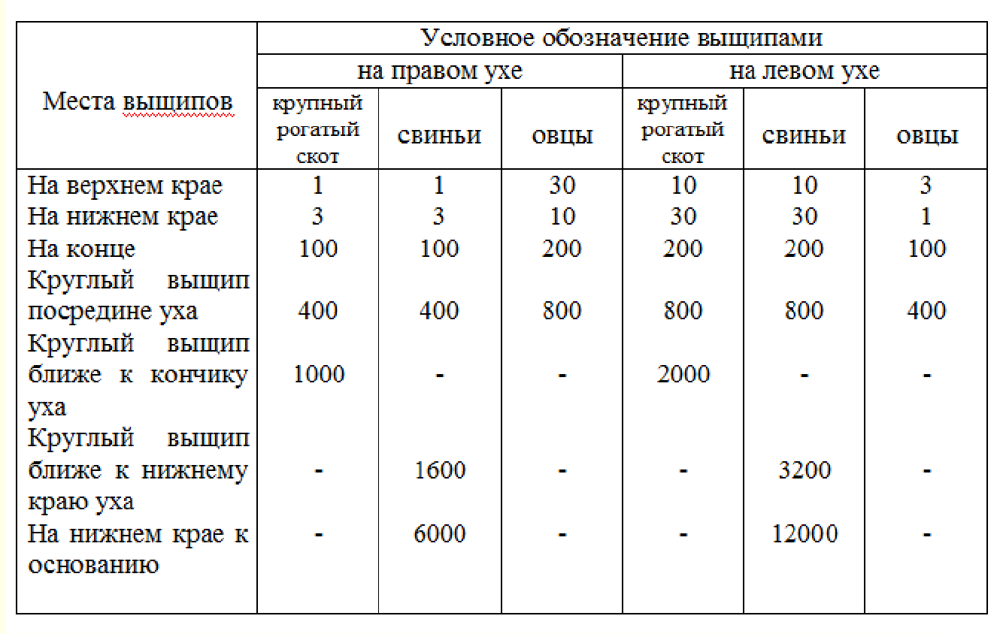 Условное обозначение выщипами
на правом ухе на левом ухе
Места выщипов
крупный рогатый скот свиньи овцы крупный рогатый скот свиньи овцы
На верхнем крае 1 1 30 10 10 3
На нижнем крае 3 3 10 30 30 1
На конце 100 100 200 200 200 100
Круглый выщип
посредине уха 400 400 800 800 800 400
Круглый выщип
ближе к кончику 1000 - - 2000 - -
уха
Круглый выщип
ближе к нижнему - 1600 - - 3200 -
краю уха
На нижнем крае к - 6000 - - 12000 -
основанию